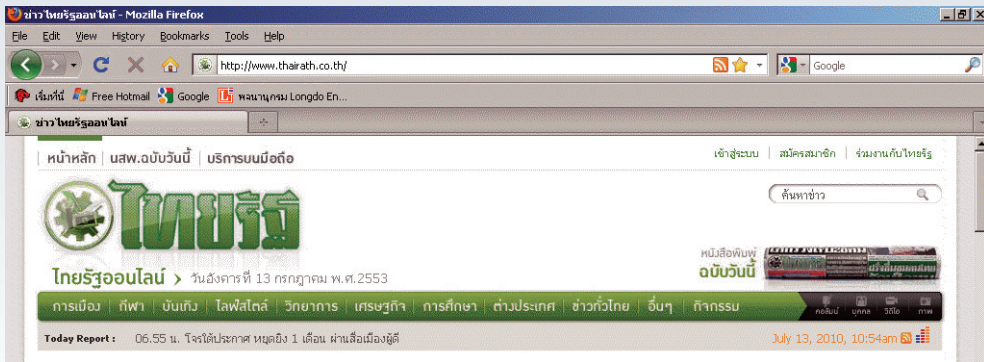 ข่าวไทยรัฐออนไลน์ - Mozilla Firefox
File Edit View History Bookmarks Tools Help
http://www.thairath.co.th/ Google
เริ่มที่นี่ Free Hotmail Google พจนานุกรม Longdo En...
ข่าวไทยรัฐออนไลน์
หน้าหลัก นสพ.ฉบับวันนี้ บริการบนมือถือ เข้าสู่ระบบ สมัครสมาชิก ร่วมงานกับไทยรัฐ
ค้นหาข่าว
ไทยรัฐ
หนังสือพิมพ์
ฉบับวันนี้
ไทยรัฐออนไลน์ > วันอังคารที่ 13 กรกฎาคม พ.ศ.2553
การเมือง กีฬา บันเทิง ไลฟ์สไตล์ วิทยาการ เศรษฐกิจ การศึกษา ต่างประเทศ ข่าวทั่วไทย อื่นๆ กิจกรรม คอลัมน์ บุคคล วิดีโอ ภาพ
Today Report : 06.55 น. โจรใต้ประกาศ หยุดยิง 1 เดือน ผ่านสื่อเมืองผู้ดี July 13, 2010, 10:54am